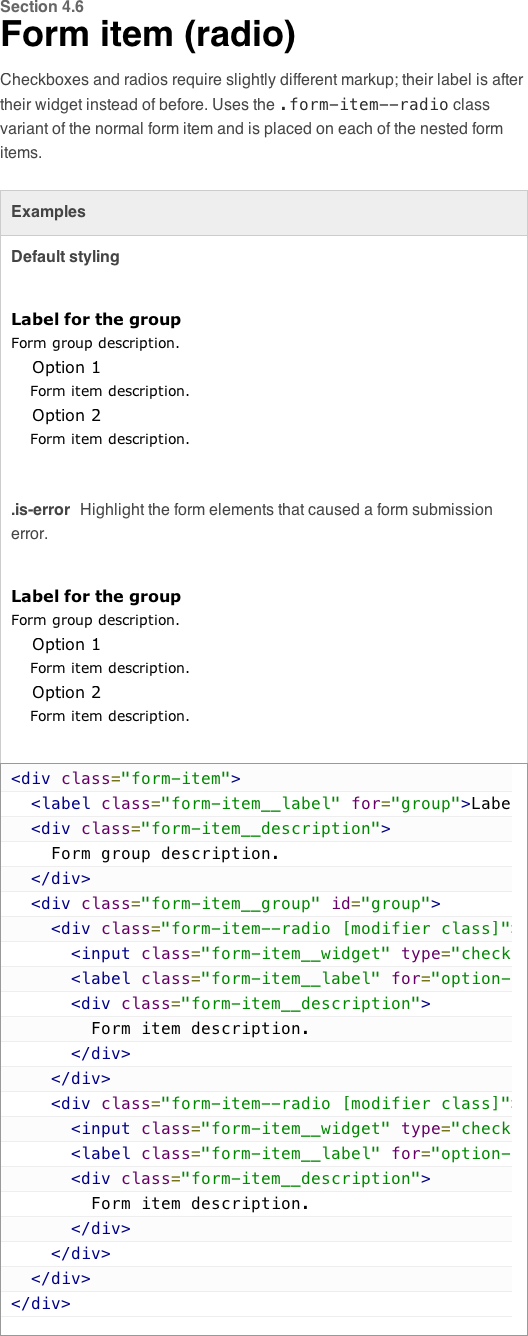 Section 4.6
Form item (radio)
Checkboxes and radios require slightly different markup; their label is after
their widget instead of before. Uses the .form-item--radio class
variant of the normal form item and is placed on each of the nested form
items.
Examples
Default styling
Label for the group
Form group description.
Option 1
Form item description.
Option 2
Form item description.
.is-error Highlight the form elements that caused a form submission
error.
Label for the group
Form group description.
Option 1
Form item description.
Option 2
Form item description.
<div class="form-item">
<label class="form-item__label" for="group">Labe
<div class="form-item__description">
Form group description.
</div>
<div class="form-item__group" id="group">
<div class="form-item--radio [modifier class]"
<input class="form-item__widget" type="check
<label class="form-item__label" for="option-
<div class="form-item__description">
Form item description.
</div>
</div>
<div class="form-item--radio [modifier class]"
<input class="form-item__widget" type="check
<label class="form-item__label" for="option-
<div class="form-item__description">
Form item description.
</div>
</div>
</div>
</div>